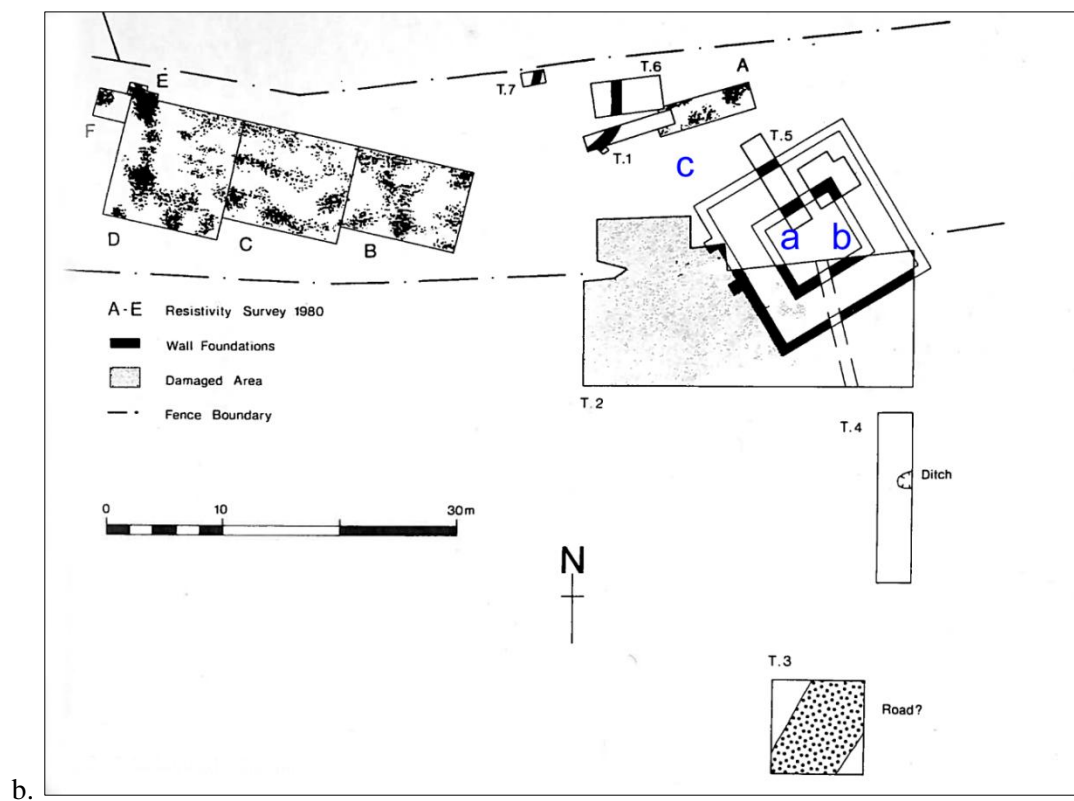 E
F
D
C
B
T.7
T.6
A
T.1
T.5
c
a
b
A-E Resistivity Survey 1980
Wall Foundations
Damaged Area
Fence Boundary
T.2
T.4
Ditch
0 10 30m
N
T.3
Road?
b.